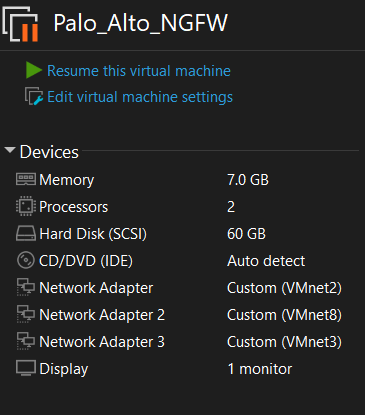 Palo_Alto_NGFW
Resume this virtual machine
Edit virtual machine settings
Devices
Memory 7.0 GB
Processors 2
Hard Disk (SCSI) 60 GB
CD/DVD (IDE) Auto detect
Network Adapter Custom (VMnet2)
Network Adapter 2 Custom (VMnet8)
Network Adapter 3 Custom (VMnet3)
Display 1 monitor